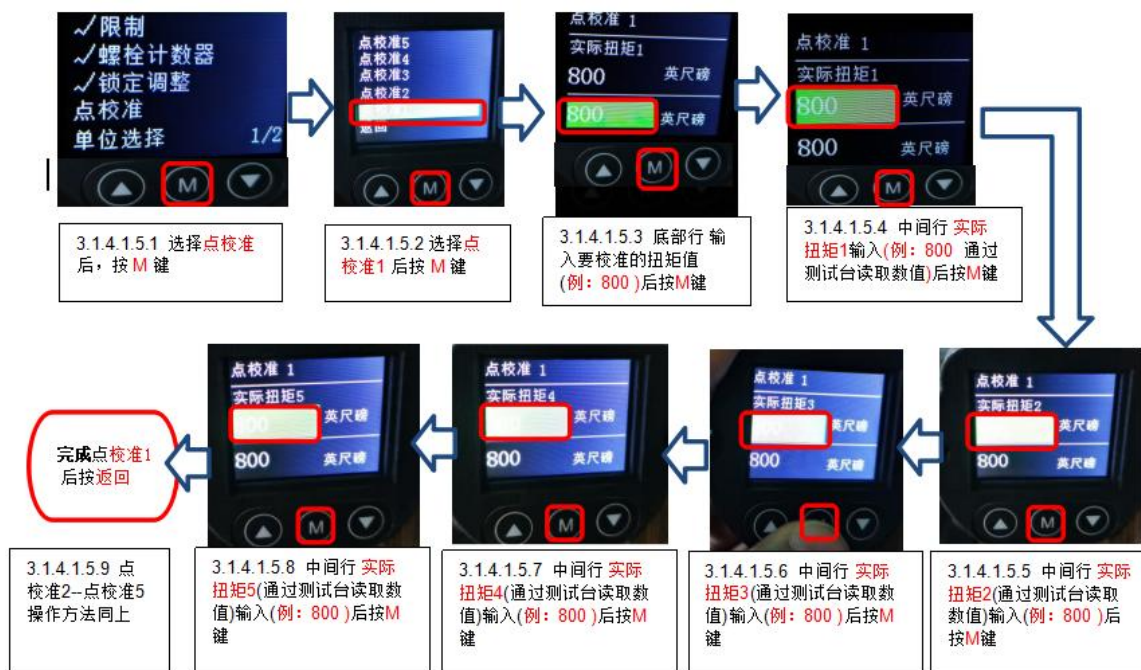 √限制
√螺栓计数器
√锁定调整
点校准
单位选择 1/2
M
3.1.4.1.5.1 选择点校准
后，按 M 键
点校准5
点校准4
点校准3
点校准2
返回
M
3.1.4.1.5.2 选择点
校准1 后按 M 键
点校准 1
实际扭矩1
800 英尺磅
800 英尺磅
M
3.1.4.1.5.3 底部行 输
入要校准的扭矩值
(例：800 )后按M键
点校准 1
实际扭矩1
800 英尺磅
800 英尺磅
M
3.1.4.1.5.4 中间行 实际
扭矩1输入(例：800 通过
测试台读取数值)后按M键
点校准 1
实际扭矩2
英尺磅
800 英尺磅
M
3.1.4.1.5.5 中间行 实际
扭矩2(通过测试台读取
数值)输入(例：800 )后
按M键
点校准 1
实际扭矩3
英尺磅
800 英尺磅
3.1.4.1.5.6 中间行 实际
扭矩3(通过测试台读取数
值)输入(例：800 )后按M
键
点校准 1
实际扭矩4
英尺磅
800 英尺磅
M
3.1.4.1.5.7 中间行 实际
扭矩4(通过测试台读取数
值)输入(例：800 )后按M
键
点校准 1
实际扭矩5
英尺磅
800 英尺磅
M
3.1.4.1.5.8 中间行 实际
扭矩5(通过测试台读取数
值)输入(例：800 )后按M
键
完成点校准1
后按返回
3.1.4.1.5.9 点
校准2--点校准5
操作方法同上